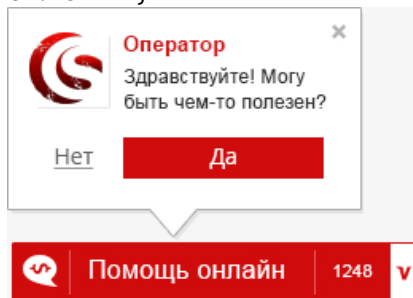 Оператор
Здравствуйте! Могу
быть чем-то полезен?
Нет
Да
Помощь онлайн
1248
v